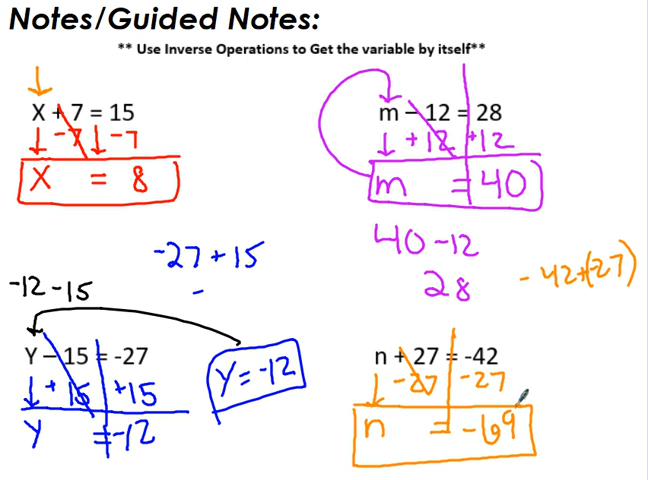 Notes/Guided Notes:
** Use Inverse Operations to Get the variable by itself**
X + 7 = 15
-7 -7
X = 8
m - 12 = 28
+12 +12
m = 40
40 - 12
28
-27 + 15
-
-12 - 15
Y - 15 = -27
+15 +15
y = -12
y = -12
-42+(-27)
n + 27 = -42
-27 -27
n = -69